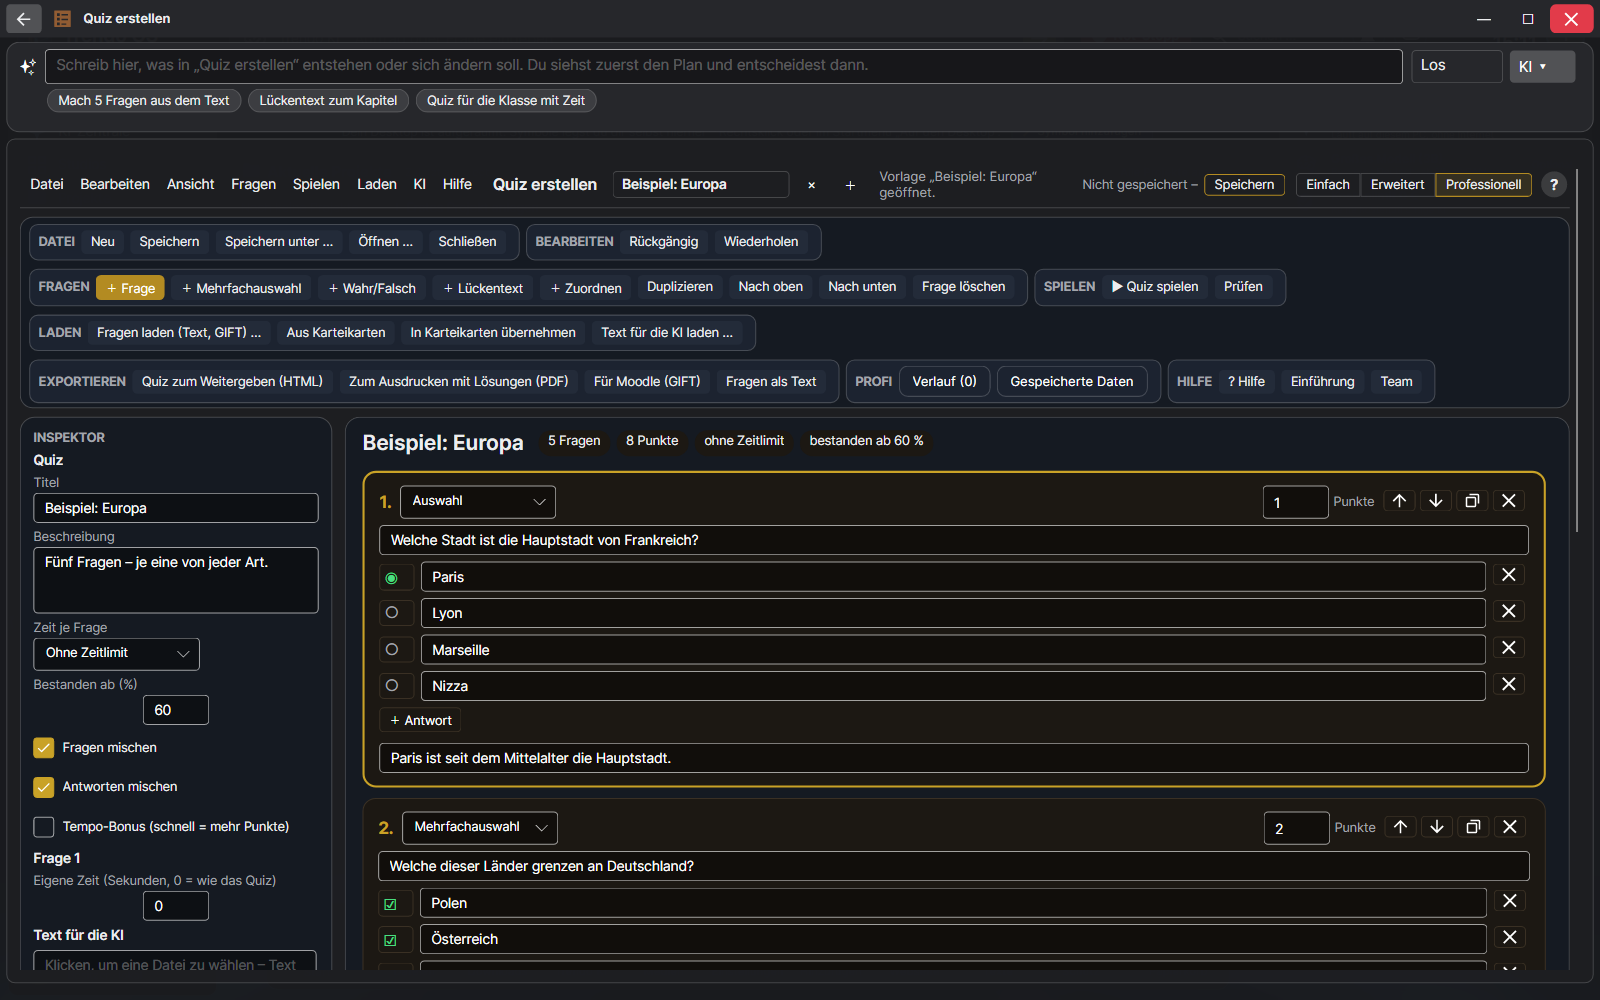 Quiz erstellen
Schreib hier, was in „Quiz erstellen“ entstehen oder sich ändern soll. Du siehst zuerst den Plan und entscheidest dann.
Los
KI
Mach 5 Fragen aus dem Text
Lückentext zum Kapitel
Quiz für die Klasse mit Zeit
Datei Bearbeiten Ansicht Fragen Spielen Laden KI Hilfe
Quiz erstellen
Beispiel: Europa
Vorlage „Beispiel: Europa“
geöffnet.
Nicht gespeichert –
Speichern
Einfach Erweitert Professionell
?
DATEI Neu Speichern Speichern unter ... Öffnen ... Schließen
BEARBEITEN Rückgängig Wiederholen
FRAGEN + Frage + Mehrfachauswahl + Wahr/Falsch + Lückentext + Zuordnen Duplizieren Nach oben Nach unten Frage löschen
SPIELEN ▶ Quiz spielen Prüfen
LADEN Fragen laden (Text, GIFT) ... Aus Karteikarten In Karteikarten übernehmen Text für die KI laden ...
EXPORTIEREN Quiz zum Weitergeben (HTML) Zum Ausdrucken mit Lösungen (PDF) Für Moodle (GIFT) Fragen als Text
PROFI Verlauf (0) Gespeicherte Daten
HILFE ? Hilfe Einführung Team
INSPEKTOR
Quiz
Titel
Beispiel: Europa
Beschreibung
Fünf Fragen – je eine von jeder Art.
Zeit je Frage
Ohne Zeitlimit
Bestanden ab (%)
60
Fragen mischen
Antworten mischen
Tempo-Bonus (schnell = mehr Punkte)
Frage 1
Eigene Zeit (Sekunden, 0 = wie das Quiz)
0
Text für die KI
Klicken, um eine Datei zu wählen – Text
Beispiel: Europa
5 Fragen 8 Punkte ohne Zeitlimit bestanden ab 60 %
1. Auswahl
1 Punkte
Welche Stadt ist die Hauptstadt von Frankreich?
Paris
Lyon
Marseille
Nizza
+ Antwort
Paris ist seit dem Mittelalter die Hauptstadt.
2. Mehrfachauswahl
2 Punkte
Welche dieser Länder grenzen an Deutschland?
Polen
Österreich